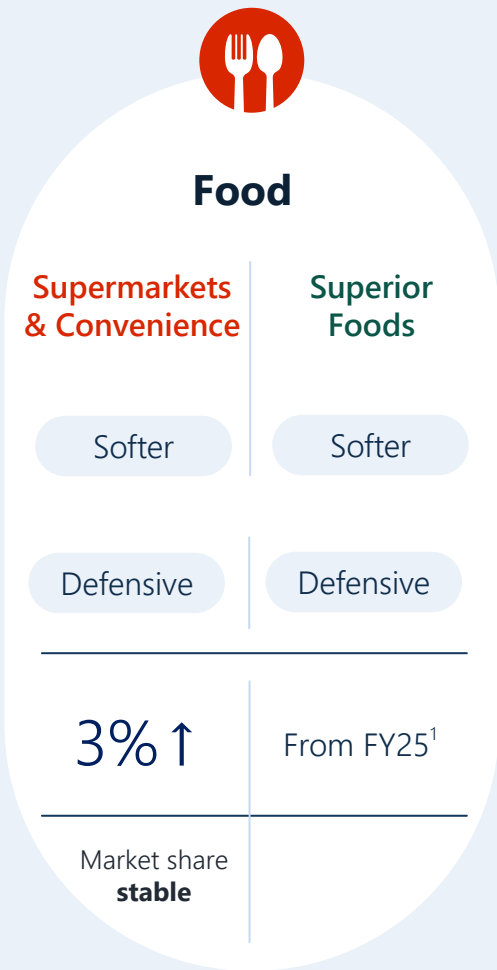 Food
Supermarkets
& Convenience
Superior
Foods
Softer
Softer
Defensive
Defensive
3% ↑
From FY25¹
Market share
stable